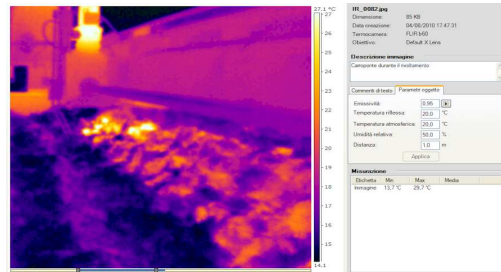 27.1 °C
27
26
25
24
23
22
21
20
19
18
17
16
15
14.1
IR_0082.jpg
Dimensione: 85 KB
Data creazione: 04/08/2010 17.47.31
Termocamera: FLIR b60
Obiettivo: Default X Lens
Descrizione immagine
Camponte durante il rivoltamento
Commenti di testo Parametri oggetto
Emissività: 0,95
Temperatura riflessa: 20,0 °C
Temperatura atmosferica: 20,0 °C
Umidità relativa: 50,0 %
Distanza: 1,0 m
Applica
Misurazione
Etichetta Min Max Media
Immagine 13,7 °C 29,7 °C